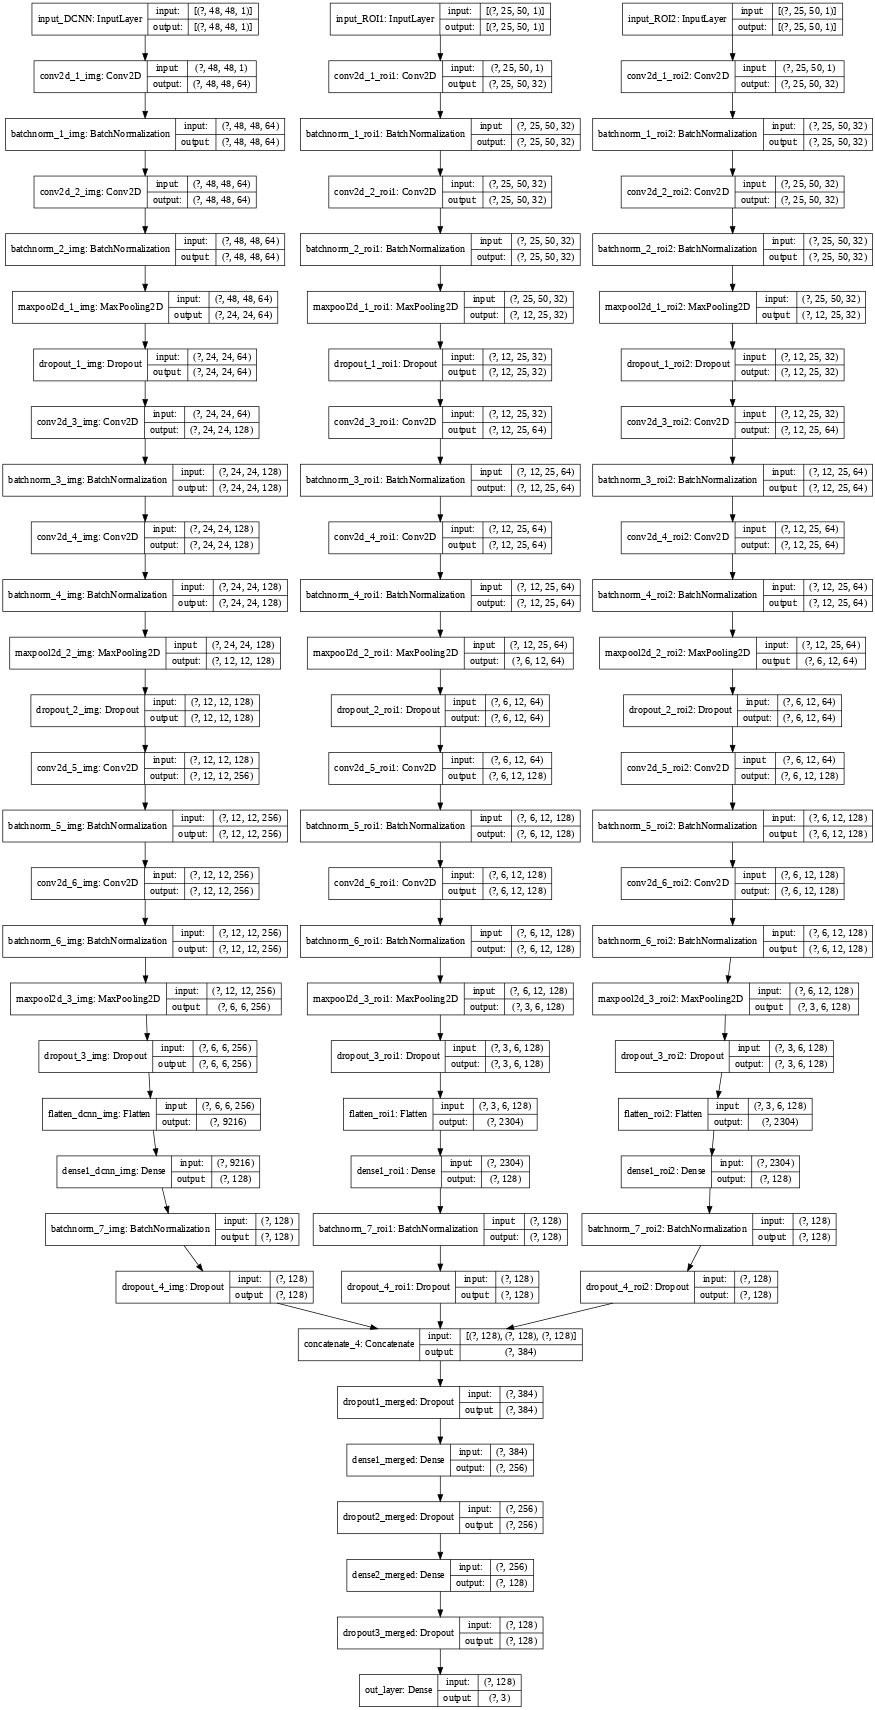 input_DCNN: InputLayer
input: [(?, 48, 48, 1)]
output: [(?, 48, 48, 1)]
conv2d_1_img: Conv2D
input: (?, 48, 48, 1)
output: (?, 48, 48, 64)
batchnorm_1_img: BatchNormalization
input: (?, 48, 48, 64)
output: (?, 48, 48, 64)
conv2d_2_img: Conv2D
input: (?, 48, 48, 64)
output: (?, 48, 48, 64)
batchnorm_2_img: BatchNormalization
input: (?, 48, 48, 64)
output: (?, 48, 48, 64)
maxpool2d_1_img: MaxPooling2D
input: (?, 48, 48, 64)
output: (?, 24, 24, 64)
dropout_1_img: Dropout
input: (?, 24, 24, 64)
output: (?, 24, 24, 64)
conv2d_3_img: Conv2D
input: (?, 24, 24, 64)
output: (?, 24, 24, 128)
batchnorm_3_img: BatchNormalization
input: (?, 24, 24, 128)
output: (?, 24, 24, 128)
conv2d_4_img: Conv2D
input: (?, 24, 24, 128)
output: (?, 24, 24, 128)
batchnorm_4_img: BatchNormalization
input: (?, 24, 24, 128)
output: (?, 24, 24, 128)
maxpool2d_2_img: MaxPooling2D
input: (?, 24, 24, 128)
output: (?, 12, 12, 128)
dropout_2_img: Dropout
input: (?, 12, 12, 128)
output: (?, 12, 12, 128)
conv2d_5_img: Conv2D
input: (?, 12, 12, 128)
output: (?, 12, 12, 256)
batchnorm_5_img: BatchNormalization
input: (?, 12, 12, 256)
output: (?, 12, 12, 256)
conv2d_6_img: Conv2D
input: (?, 12, 12, 256)
output: (?, 12, 12, 256)
batchnorm_6_img: BatchNormalization
input: (?, 12, 12, 256)
output: (?, 12, 12, 256)
maxpool2d_3_img: MaxPooling2D
input: (?, 12, 12, 256)
output: (?, 6, 6, 256)
dropout_3_img: Dropout
input: (?, 6, 6, 256)
output: (?, 6, 6, 256)
flatten_dcnn_img: Flatten
input: (?, 6, 6, 256)
output: (?, 9216)
dense1_dcnn_img: Dense
input: (?, 9216)
output: (?, 128)
batchnorm_7_img: BatchNormalization
input: (?, 128)
output: (?, 128)
dropout_4_img: Dropout
input: (?, 128)
output: (?, 128)
input_ROI1: InputLayer
input: [(?, 25, 50, 1)]
output: [(?, 25, 50, 1)]
conv2d_1_roi1: Conv2D
input: (?, 25, 50, 1)
output: (?, 25, 50, 32)
batchnorm_1_roi1: BatchNormalization
input: (?, 25, 50, 32)
output: (?, 25, 50, 32)
conv2d_2_roi1: Conv2D
input: (?, 25, 50, 32)
output: (?, 25, 50, 32)
batchnorm_2_roi1: BatchNormalization
input: (?, 25, 50, 32)
output: (?, 25, 50, 32)
maxpool2d_1_roi1: MaxPooling2D
input: (?, 25, 50, 32)
output: (?, 12, 25, 32)
dropout_1_roi1: Dropout
input: (?, 12, 25, 32)
output: (?, 12, 25, 32)
conv2d_3_roi1: Conv2D
input: (?, 12, 25, 32)
output: (?, 12, 25, 64)
batchnorm_3_roi1: BatchNormalization
input: (?, 12, 25, 64)
output: (?, 12, 25, 64)
conv2d_4_roi1: Conv2D
input: (?, 12, 25, 64)
output: (?, 12, 25, 64)
batchnorm_4_roi1: BatchNormalization
input: (?, 12, 25, 64)
output: (?, 12, 25, 64)
maxpool2d_2_roi1: MaxPooling2D
input: (?, 12, 25, 64)
output: (?, 6, 12, 64)
dropout_2_roi1: Dropout
input: (?, 6, 12, 64)
output: (?, 6, 12, 64)
conv2d_5_roi1: Conv2D
input: (?, 6, 12, 64)
output: (?, 6, 12, 128)
batchnorm_5_roi1: BatchNormalization
input: (?, 6, 12, 128)
output: (?, 6, 12, 128)
conv2d_6_roi1: Conv2D
input: (?, 6, 12, 128)
output: (?, 6, 12, 128)
batchnorm_6_roi1: BatchNormalization
input: (?, 6, 12, 128)
output: (?, 6, 12, 128)
maxpool2d_3_roi1: MaxPooling2D
input: (?, 6, 12, 128)
output: (?, 3, 6, 128)
dropout_3_roi1: Dropout
input: (?, 3, 6, 128)
output: (?, 3, 6, 128)
flatten_roi1: Flatten
input: (?, 3, 6, 128)
output: (?, 2304)
dense1_roi1: Dense
input: (?, 2304)
output: (?, 128)
batchnorm_7_roi1: BatchNormalization
input: (?, 128)
output: (?, 128)
dropout_4_roi1: Dropout
input: (?, 128)
output: (?, 128)
input_ROI2: InputLayer
input: [(?, 25, 50, 1)]
output: [(?, 25, 50, 1)]
conv2d_1_roi2: Conv2D
input: (?, 25, 50, 1)
output: (?, 25, 50, 32)
batchnorm_1_roi2: BatchNormalization
input: (?, 25, 50, 32)
output: (?, 25, 50, 32)
conv2d_2_roi2: Conv2D
input: (?, 25, 50, 32)
output: (?, 25, 50, 32)
batchnorm_2_roi2: BatchNormalization
input: (?, 25, 50, 32)
output: (?, 25, 50, 32)
maxpool2d_1_roi2: MaxPooling2D
input: (?, 25, 50, 32)
output: (?, 12, 25, 32)
dropout_1_roi2: Dropout
input: (?, 12, 25, 32)
output: (?, 12, 25, 32)
conv2d_3_roi2: Conv2D
input: (?, 12, 25, 32)
output: (?, 12, 25, 64)
batchnorm_3_roi2: BatchNormalization
input: (?, 12, 25, 64)
output: (?, 12, 25, 64)
conv2d_4_roi2: Conv2D
input: (?, 12, 25, 64)
output: (?, 12, 25, 64)
batchnorm_4_roi2: BatchNormalization
input: (?, 12, 25, 64)
output: (?, 12, 25, 64)
maxpool2d_2_roi2: MaxPooling2D
input: (?, 12, 25, 64)
output: (?, 6, 12, 64)
dropout_2_roi2: Dropout
input: (?, 6, 12, 64)
output: (?, 6, 12, 64)
conv2d_5_roi2: Conv2D
input: (?, 6, 12, 64)
output: (?, 6, 12, 128)
batchnorm_5_roi2: BatchNormalization
input: (?, 6, 12, 128)
output: (?, 6, 12, 128)
conv2d_6_roi2: Conv2D
input: (?, 6, 12, 128)
output: (?, 6, 12, 128)
batchnorm_6_roi2: BatchNormalization
input: (?, 6, 12, 128)
output: (?, 6, 12, 128)
maxpool2d_3_roi2: MaxPooling2D
input: (?, 6, 12, 128)
output: (?, 3, 6, 128)
dropout_3_roi2: Dropout
input: (?, 3, 6, 128)
output: (?, 3, 6, 128)
flatten_roi2: Flatten
input: (?, 3, 6, 128)
output: (?, 2304)
dense1_roi2: Dense
input: (?, 2304)
output: (?, 128)
batchnorm_7_roi2: BatchNormalization
input: (?, 128)
output: (?, 128)
dropout_4_roi2: Dropout
input: (?, 128)
output: (?, 128)
concatenate_4: Concatenate
input: [(?, 128), (?, 128), (?, 128)]
output: (?, 384)
dropout1_merged: Dropout
input: (?, 384)
output: (?, 384)
dense1_merged: Dense
input: (?, 384)
output: (?, 256)
dropout2_merged: Dropout
input: (?, 256)
output: (?, 256)
dense2_merged: Dense
input: (?, 256)
output: (?, 128)
dropout3_merged: Dropout
input: (?, 128)
output: (?, 128)
out_layer: Dense
input: (?, 128)
output: (?, 3)